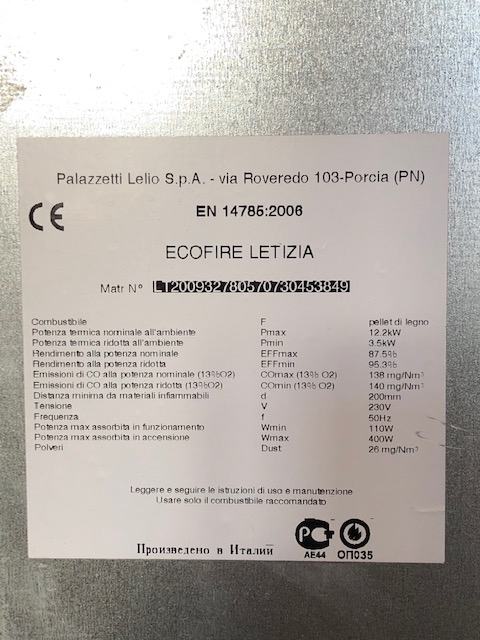 Palazzetti Lelio S.p.A. - via Roveredo 103-Porcia (PN)
CE
EN 14785:2006
ECOFIRE LETIZIA
Matr N° LT200932780570730453849
Combustibile F pellet di legno
Potenza termica nominale all'ambiente Pmax 12.2kW
Potenza termica ridotta all'ambiente Pmin 3.5kW
Rendimento alla potenza nominale EFFmax 87.5%
Rendimento alla potenza ridotta EFFmin 95.3%
Emissioni di CO alla potenza nominale (13%O2) COmax (13% O2) 138 mg/Nm³
Emissioni di CO alla potenza ridotta (13%O2) COmin (13% O2) 140 mg/Nm³
Distanza minima da materiali infiammabili d 200mm
Tensione V 230V
Frequenza f 50Hz
Potenza max assorbita in funzionamento Wmin 110W
Potenza max assorbita in accensione Wmax 400W
Polveri Dust 26 mg/Nm³
Leggere e seguire le istruzioni di uso e manutenzione
Usare solo il combustibile raccomandato
Произведено в Италий
РС
АЕ44 ОП035